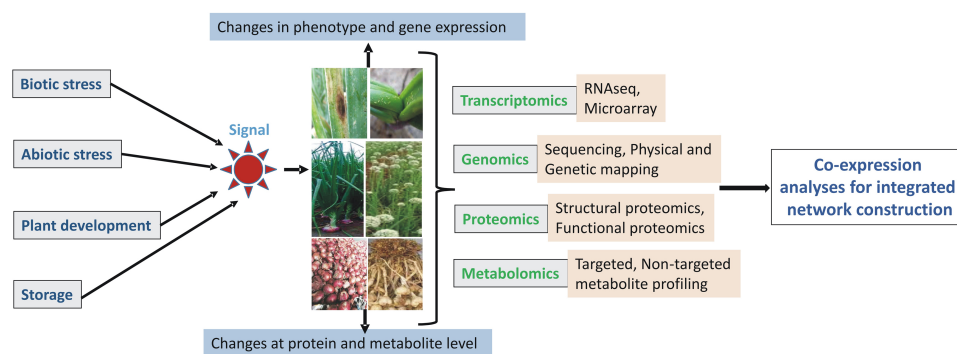 Changes in phenotype and gene expression
Biotic stress
Abiotic stress
Plant development
Storage
Signal
Transcriptomics
RNAseq,
Microarray
Genomics
Sequencing, Physical and
Genetic mapping
Proteomics
Structural proteomics,
Functional proteomics
Metabolomics
Targeted, Non-targeted
metabolite profiling
Co-expression
analyses for integrated
network construction
Changes at protein and metabolite level